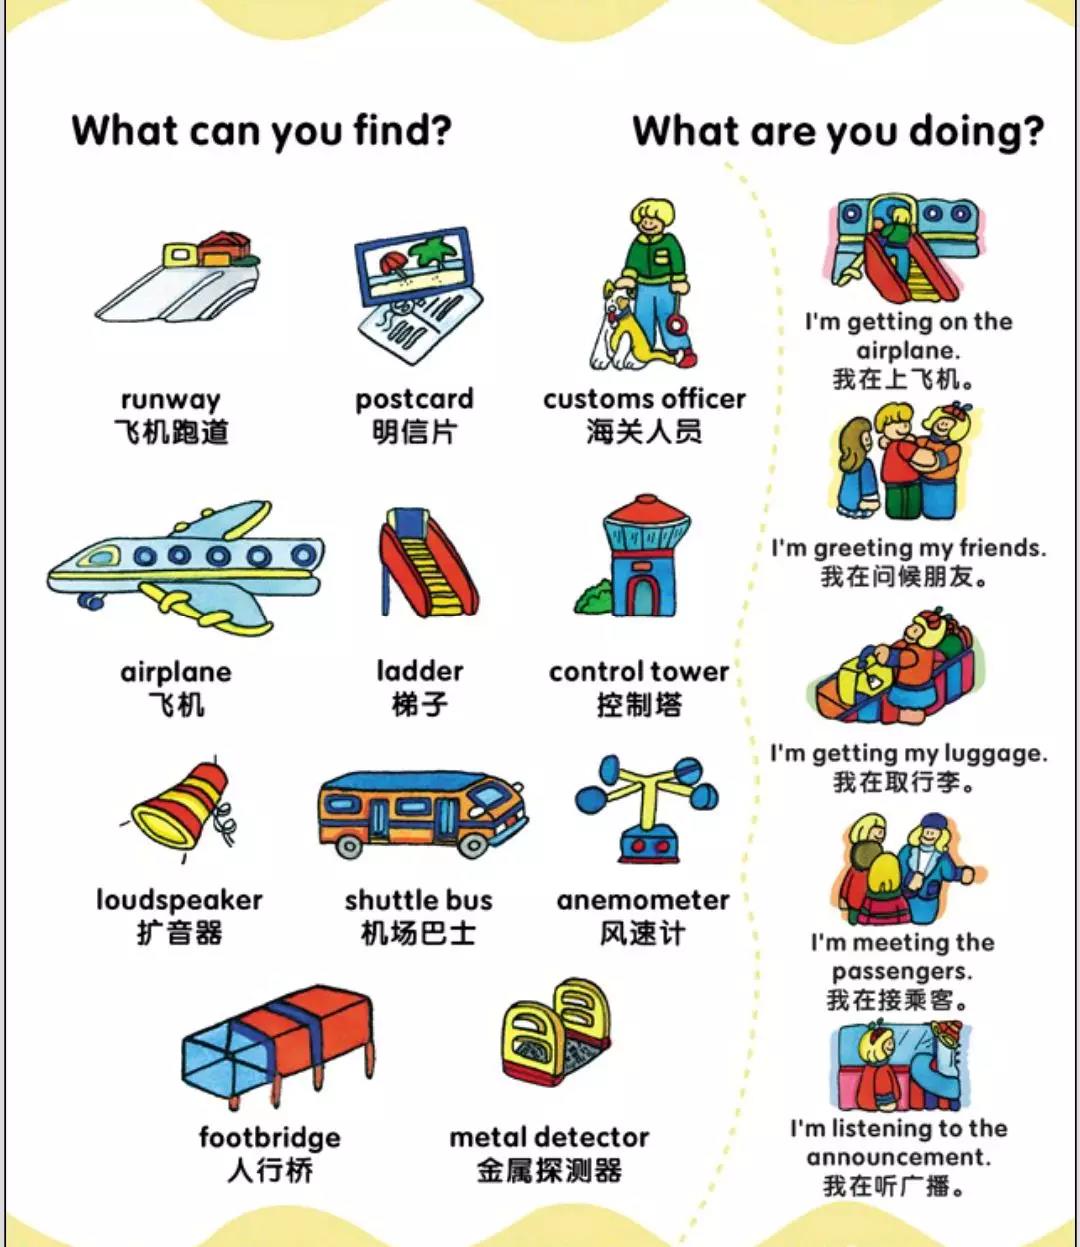 What can you find?
runway
飞机跑道
postcard
明信片
customs officer
海关人员
airplane
飞机
ladder
梯子
control tower
控制塔
loudspeaker
扩音器
shuttle bus
机场巴士
anemometer
风速计
footbridge
人行桥
metal detector
金属探测器
What are you doing?
I'm getting on the
airplane.
我在上飞机。
I'm greeting my friends.
我在问候朋友。
I'm getting my luggage.
我在取行李。
I'm meeting the
passengers.
我在接乘客。
I'm listening to the
announcement.
我在听广播。